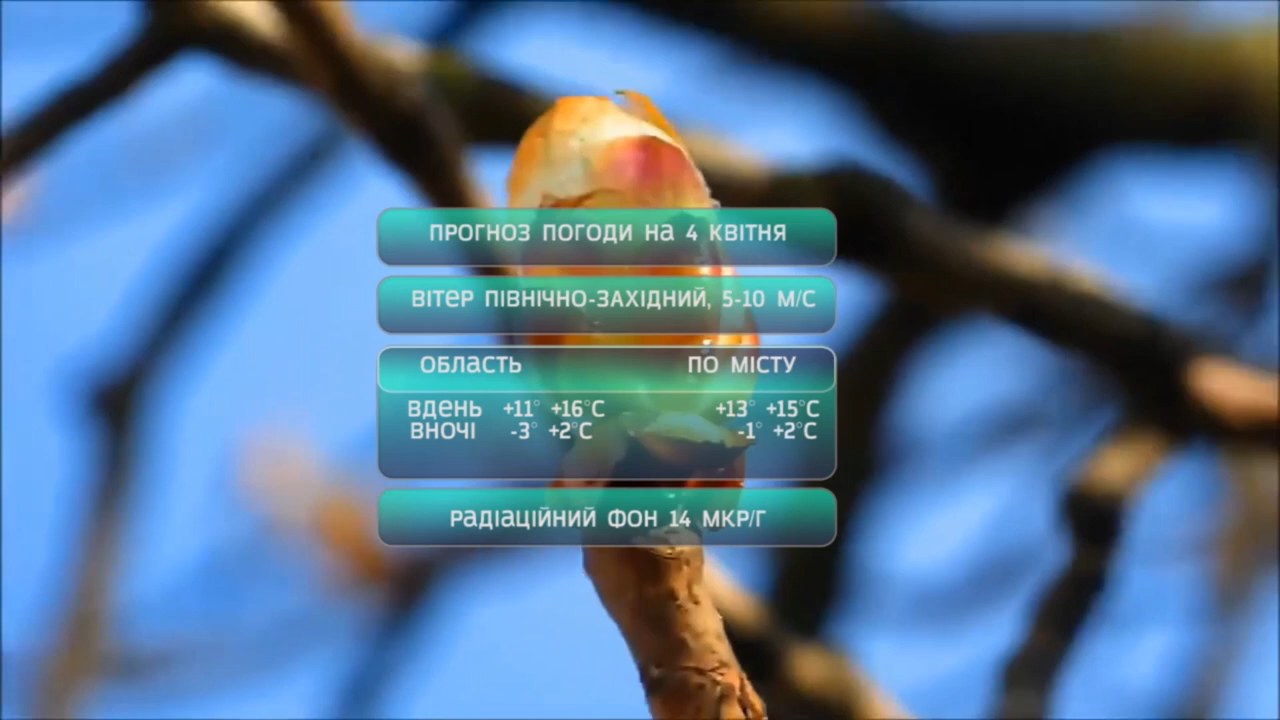 ПРОГНОЗ ПОГОДИ НА 4 КВІТНЯ
ВІТЕР ПІВНІЧНО-ЗАХІДНИЙ, 5-10 М/С
ОБЛАСТЬ ПО МІСТУ
ВДЕНЬ +11° +16°C +13° +15°C
ВНОЧІ -3° +2°C -1° +2°C
РАДІАЦІЙНИЙ ФОН 14 МКР/Г